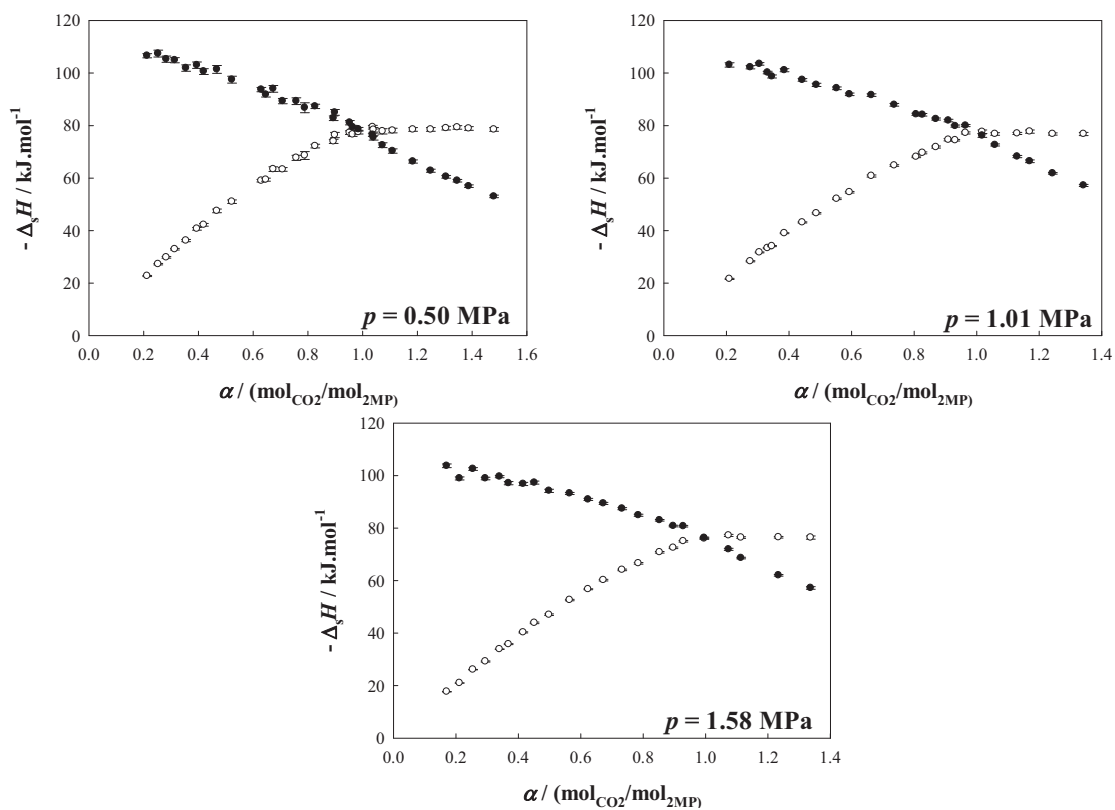 120
100
80
60
40
20
0
- ΔsH / kJ.mol-1
p = 0.50 MPa
0.0 0.2 0.4 0.6 0.8 1.0 1.2 1.4 1.6
α / (molCO2/mol2MP)
120
100
80
60
40
20
0
- ΔsH / kJ.mol-1
p = 1.01 MPa
0.0 0.2 0.4 0.6 0.8 1.0 1.2 1.4
α / (molCO2/mol2MP)
120
100
80
60
40
20
0
- ΔsH / kJ.mol-1
p = 1.58 MPa
0.0 0.2 0.4 0.6 0.8 1.0 1.2 1.4
α / (molCO2/mol2MP)